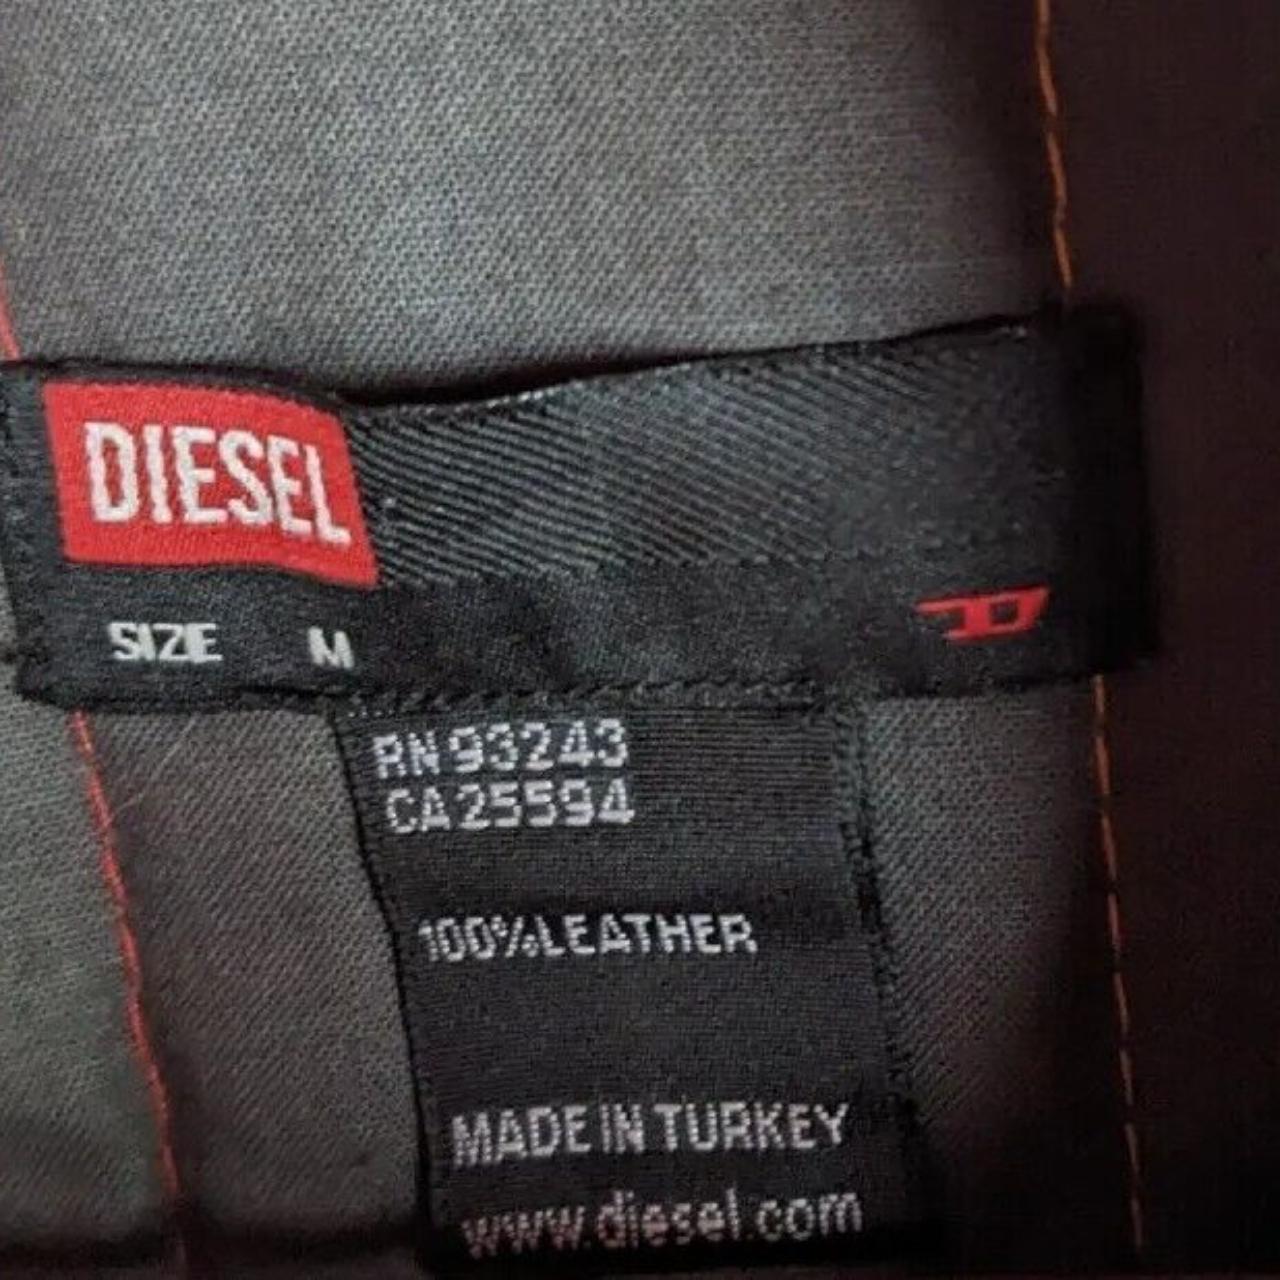 DIESEL
SIZE M
RN 93243
CA 25594
100%LEATHER
MADE IN TURKEY
www.diesel.com